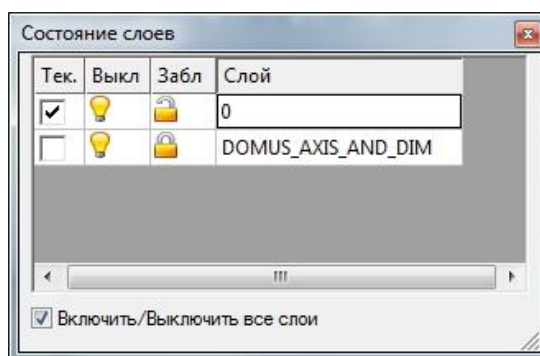 Состояние слоев
Тек. Выкл Забл Слой
0
DOMUS_AXIS_AND_DIM
Включить/Выключить все слои